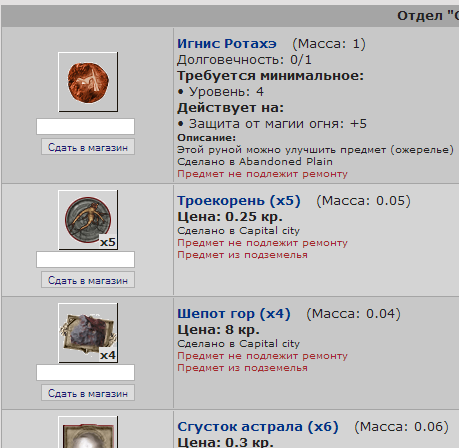 Отдел "С
Игнис Ротахэ (Масса: 1)
Долговечность: 0/1
Требуется минимальное:
• Уровень: 4
Действует на:
• Защита от магии огня: +5
Описание:
Этой руной можно улучшить предмет (ожерелье)
Сделано в Abandoned Plain
Предмет не подлежит ремонту
Сдать в магазин
Троекорень (x5) (Масса: 0.05)
Цена: 0.25 кр.
Сделано в Capital city
Предмет не подлежит ремонту
Предмет из подземелья
x5
Сдать в магазин
Шепот гор (x4) (Масса: 0.04)
Цена: 8 кр.
Сделано в Capital city
Предмет не подлежит ремонту
Предмет из подземелья
x4
Сдать в магазин
Сгусток астрала (x6) (Масса: 0.06)
Цена: 0.3 кр.